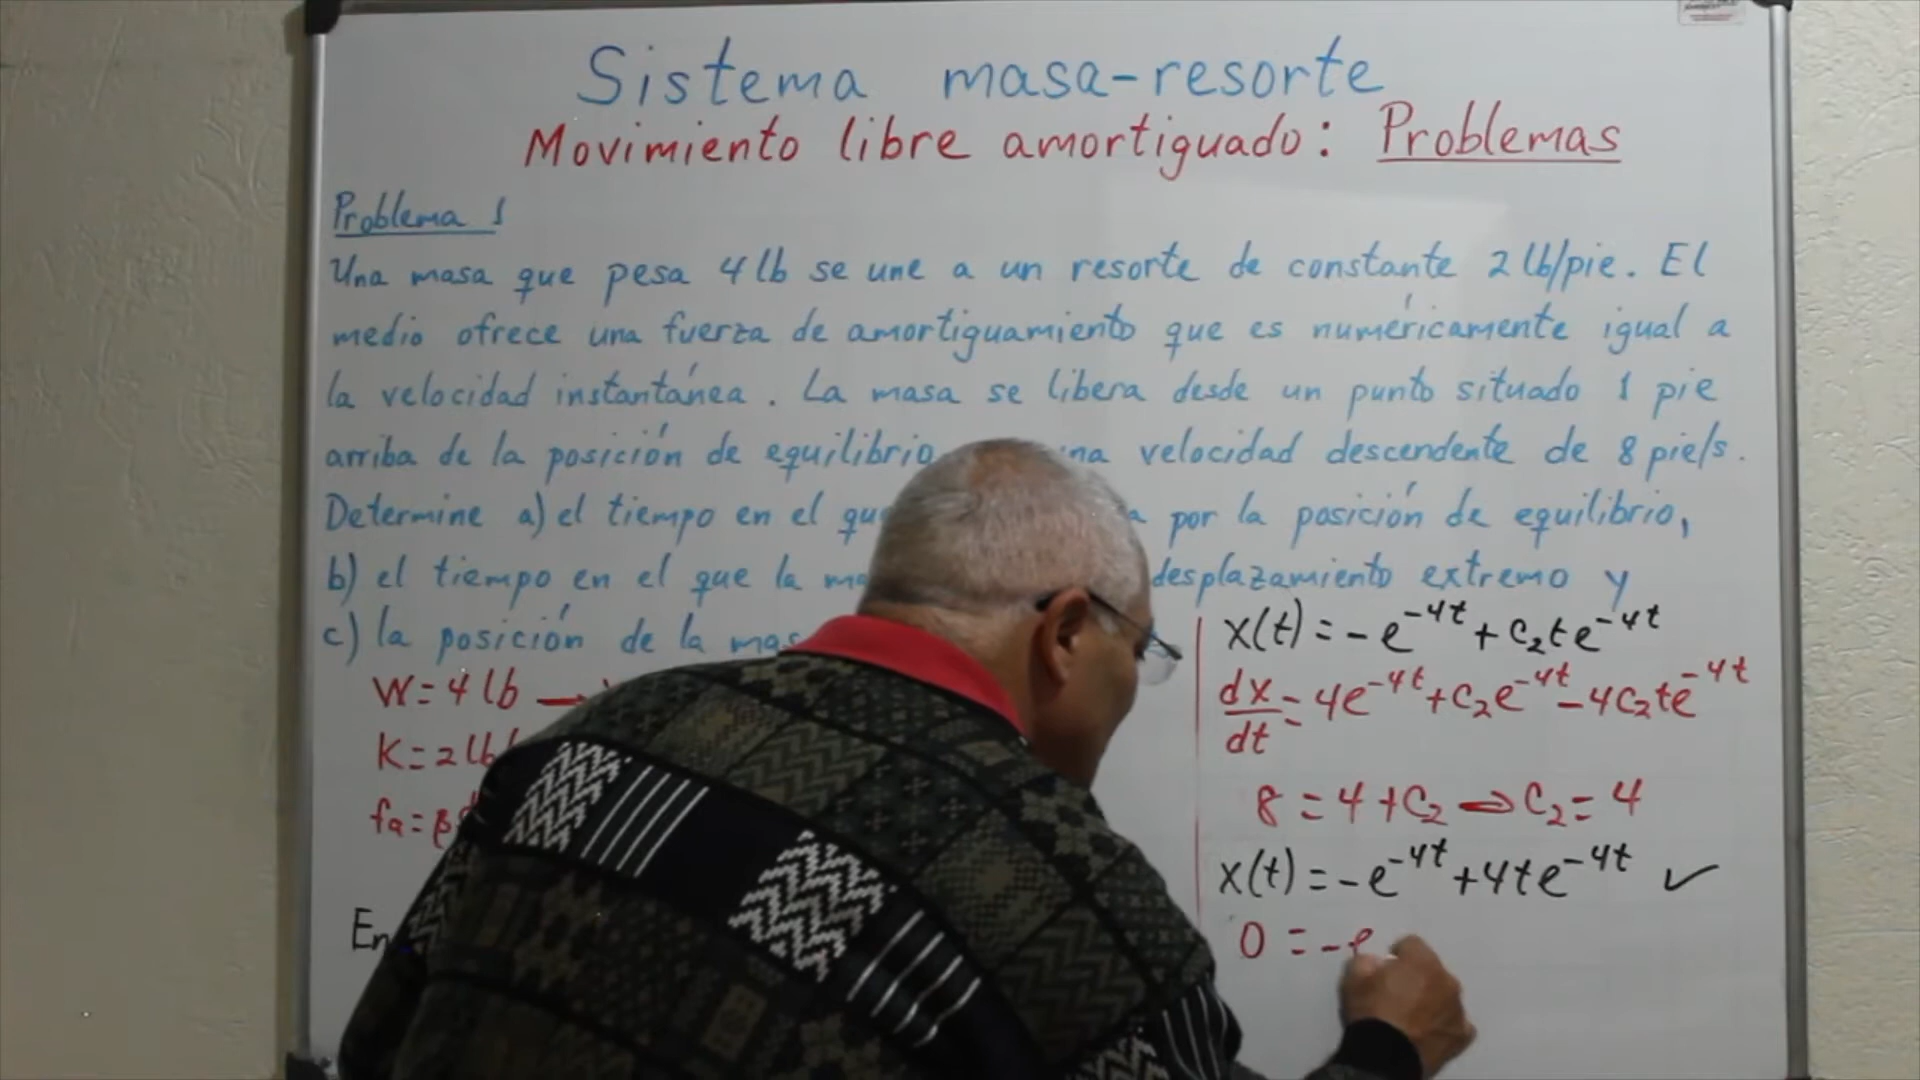 Sistema masa-resorte
Movimiento libre amortiguado: Problemas
Problema 1
Una masa que pesa 4 lb se une a un resorte de constante 2 lb/pie. El
medio ofrece una fuerza de amortiguamiento que es numéricamente igual a
la velocidad instantánea. La masa se libera desde un punto situado 1 pie
arriba de la posición de equilibrio velocidad descendente de 8 pie/s.
Determine a) el tiempo en el por la posición de equilibrio,
b) el tiempo en el que la desplazamiento extremo y
c) la posición de la
W = 4 lb →
K = 2 lb
fa = β
En
x(t) = -e^{-4t} + c₂te^{-4t}
dx/dt = 4e^{-4t} + c₂e^{-4t} - 4c₂te^{-4t}
8 = 4 + c₂ ⇒ c₂ = 4
x(t) = -e^{-4t} + 4te^{-4t} ✓
0 = -e